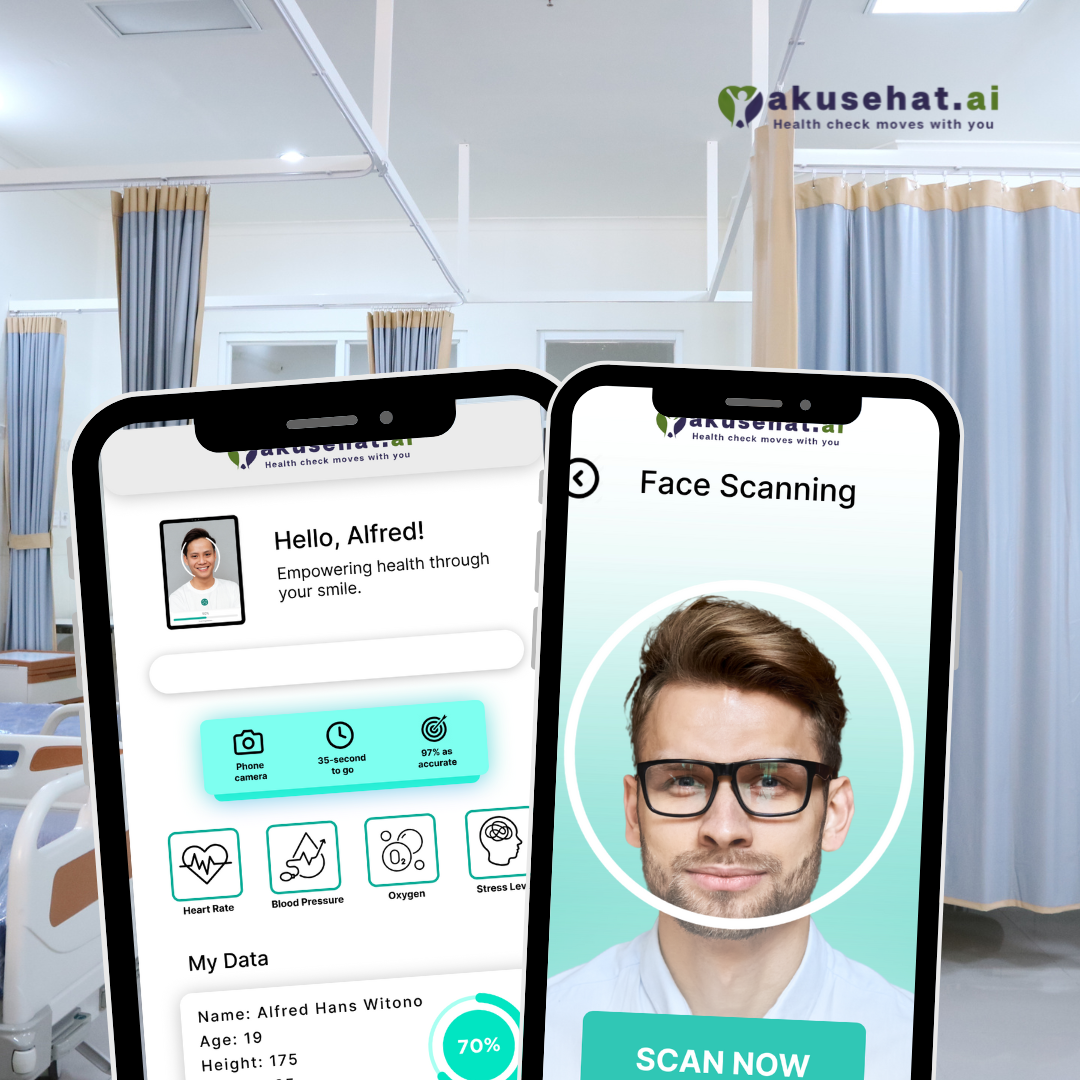 akusehat.ai
Health check moves with you
akusehat.ai
Health check moves with you
Hello, Alfred!
Empowering health through
your smile.
Phone
camera
35-second
to go
97% as
accurate
Heart Rate
Blood Pressure
O₂
Oxygen
Stress Lev
My Data
Name: Alfred Hans Witono
Age: 19
Height: 175
70%
akusehat.ai
Health check moves with you
Face Scanning
SCAN NOW